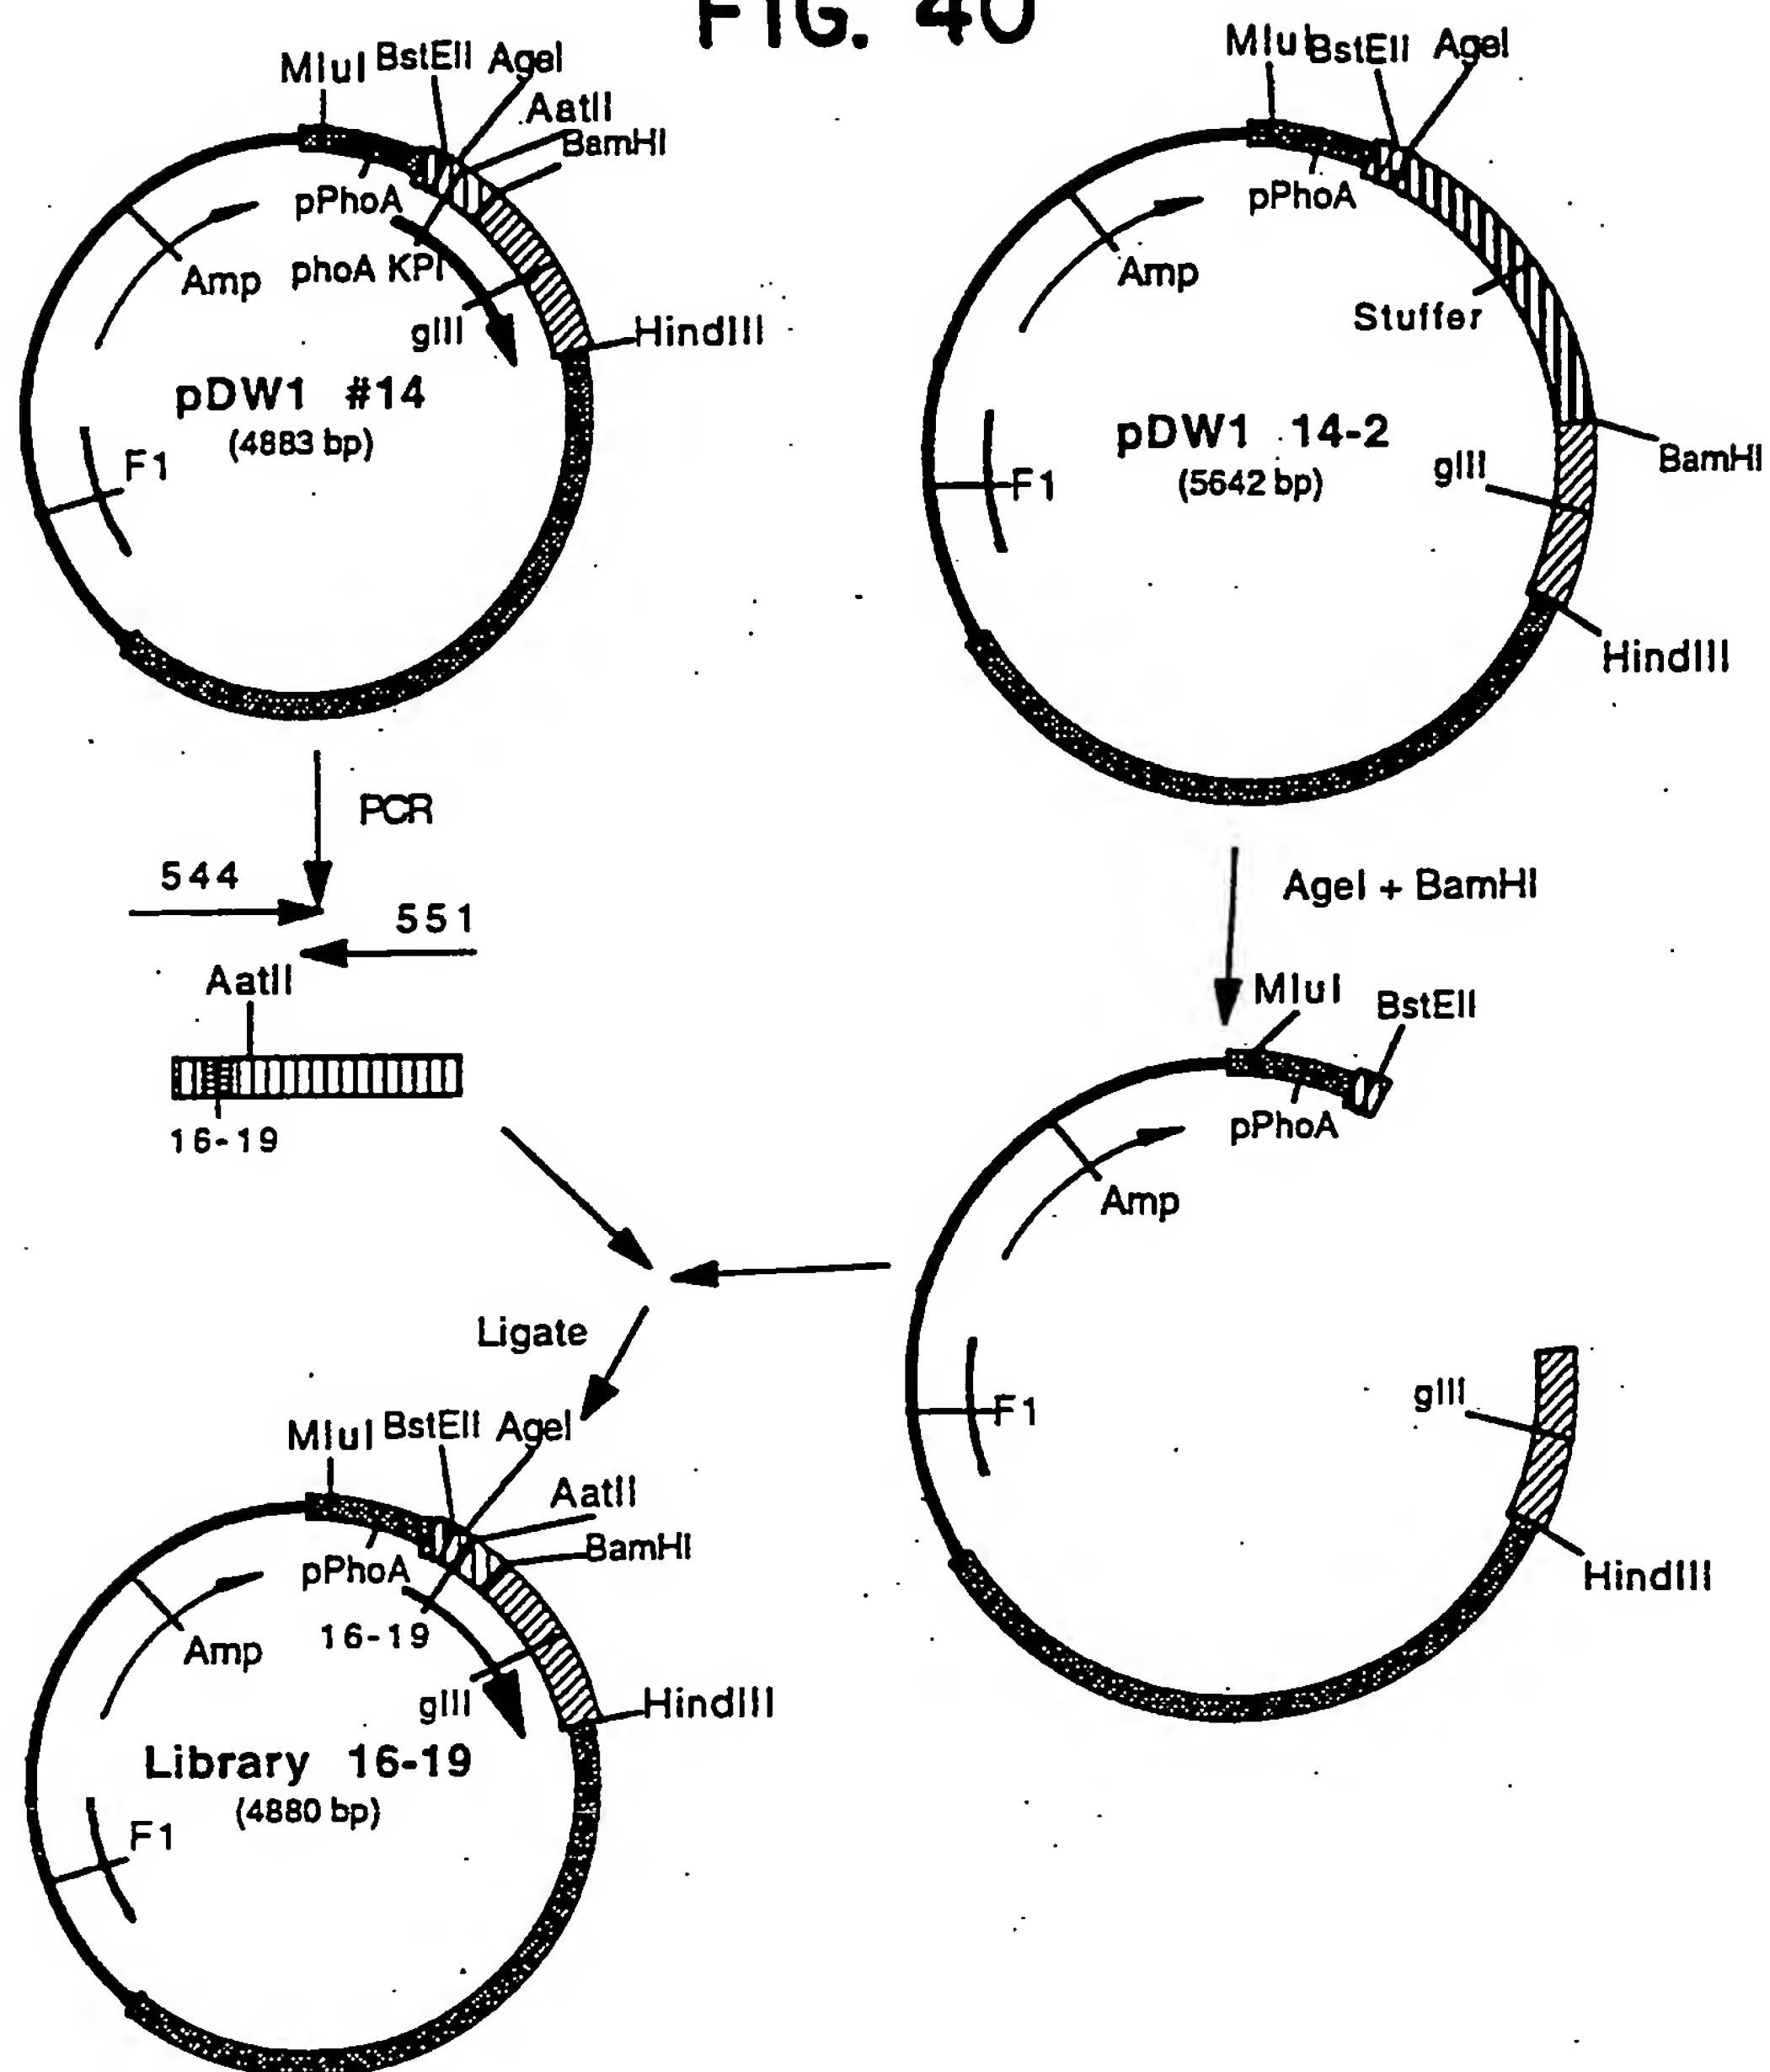 FIG. 40
MluI BstEII AgeI
AatII
BamHI
pPhoA
Amp
phoA KPI
gIII
HindIII
pDW1 #14
(4883 bp)
F1
MluI BstEII AgeI
pPhoA
Amp
Stuffer
pDW1 14-2
(5642 bp)
gIII
BamHI
F1
HindIII
PCR
544
551
AatII
16-19
AgeI + BamHI
MluI
BstEII
pPhoA
Amp
gIII
F1
HindIII
Ligate
MluI BstEII AgeI
AatII
BamHI
pPhoA
16-19
Amp
gIII
HindIII
Library 16-19
(4880 bp)
F1